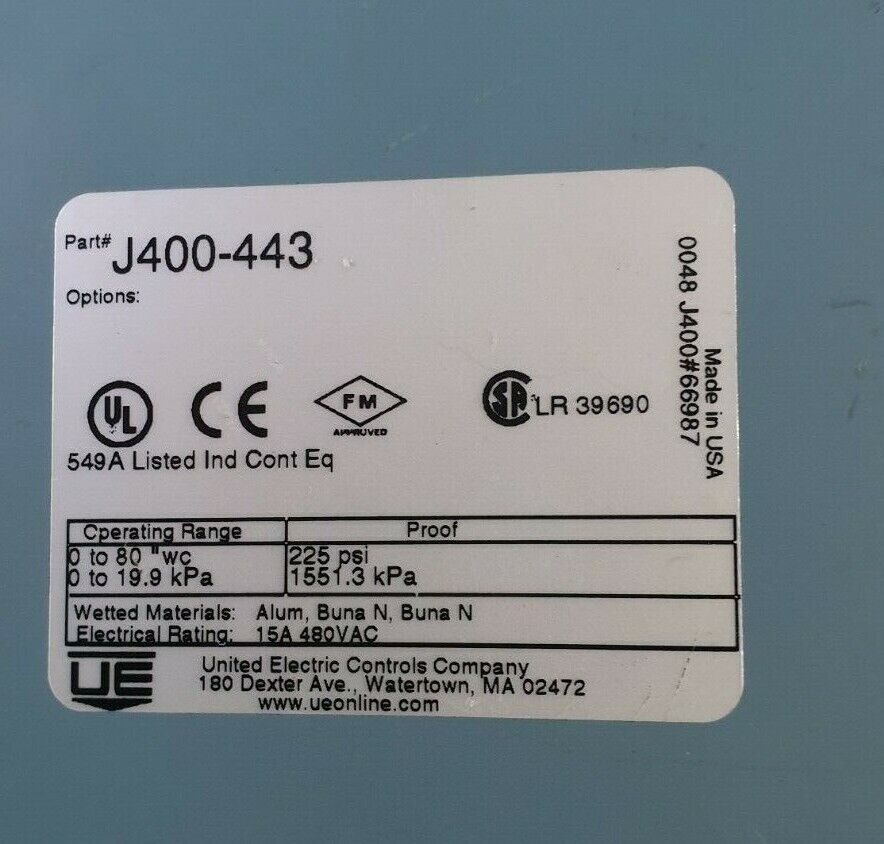 Part# J400-443
Options:
UL CE FM APPROVED SA LR 39690
549A Listed Ind Cont Eq
0048 J400#66987
Made in USA
Operating Range Proof
0 to 80 "wc 225 psi
0 to 19.9 kPa 1551.3 kPa
Wetted Materials: Alum, Buna N, Buna N
Electrical Rating: 15A 480VAC
UE
United Electric Controls Company
180 Dexter Ave., Watertown, MA 02472
www.ueonline.com